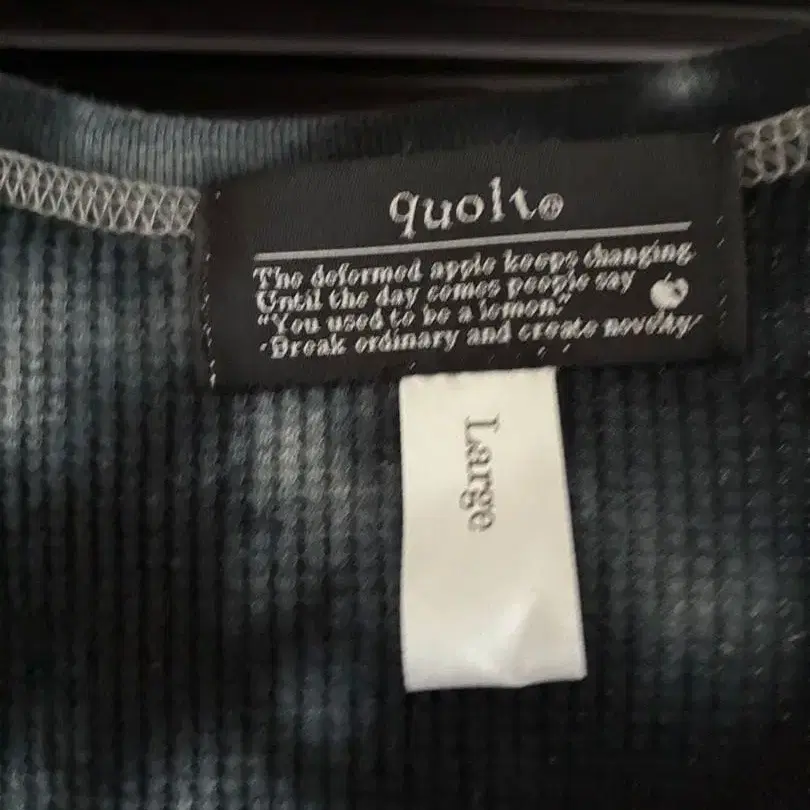 quolt®
The deformed apple keeps changing
Until the day comes people say
"You used to be a lemon."
-Break ordinary and create novelty
Large